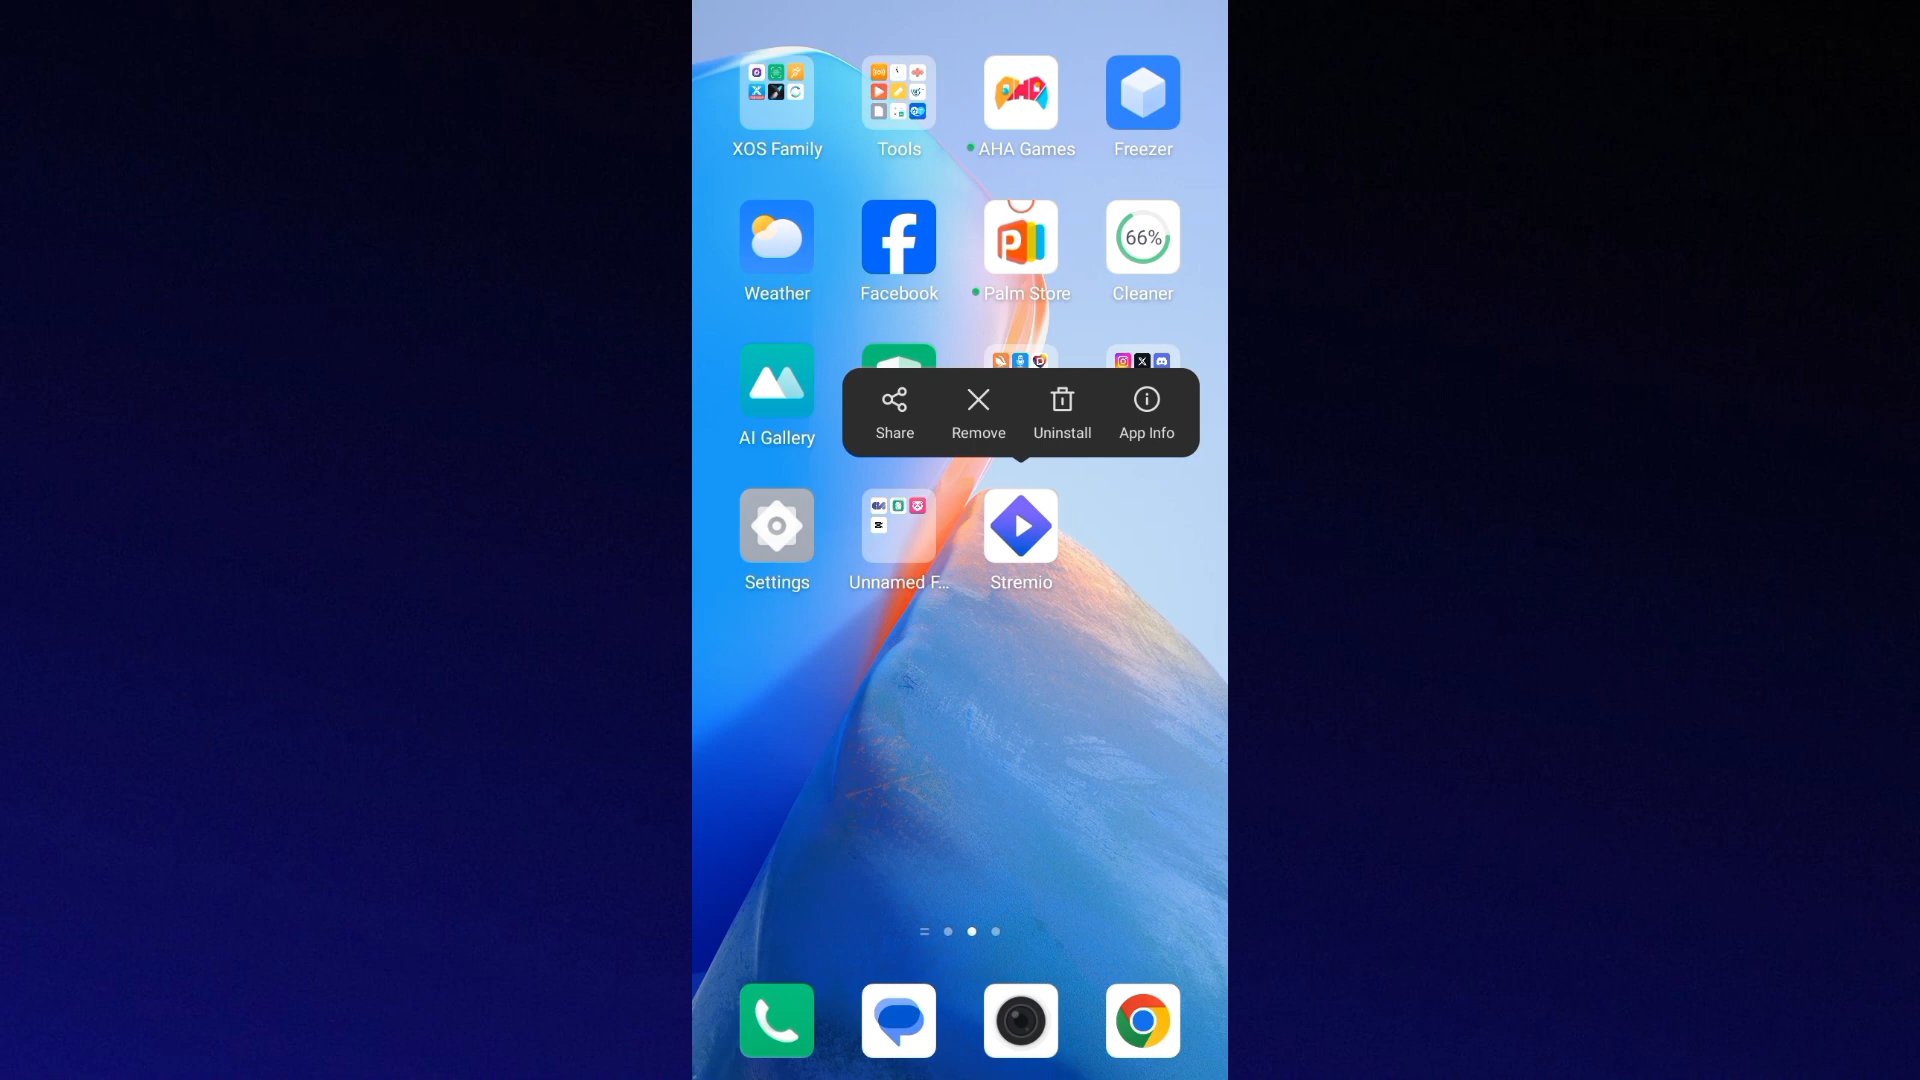 XOS Family
Tools
AHA Games
Freezer
66%
Weather
Facebook
Palm Store
Cleaner
Share
Remove
Uninstall
App Info
AI Gallery
Settings
Unnamed F...
Stremio